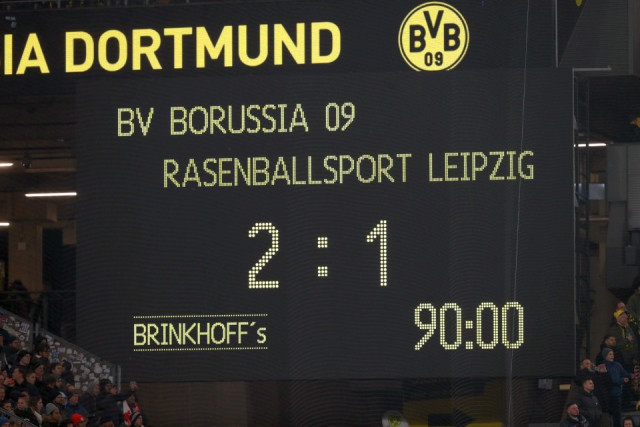 IA DORTMUND
BVB
09
BV BORUSSIA 09
RASENBALLSPORT LEIPZIG
2 : 1
BRINKHOFF´s
90:00